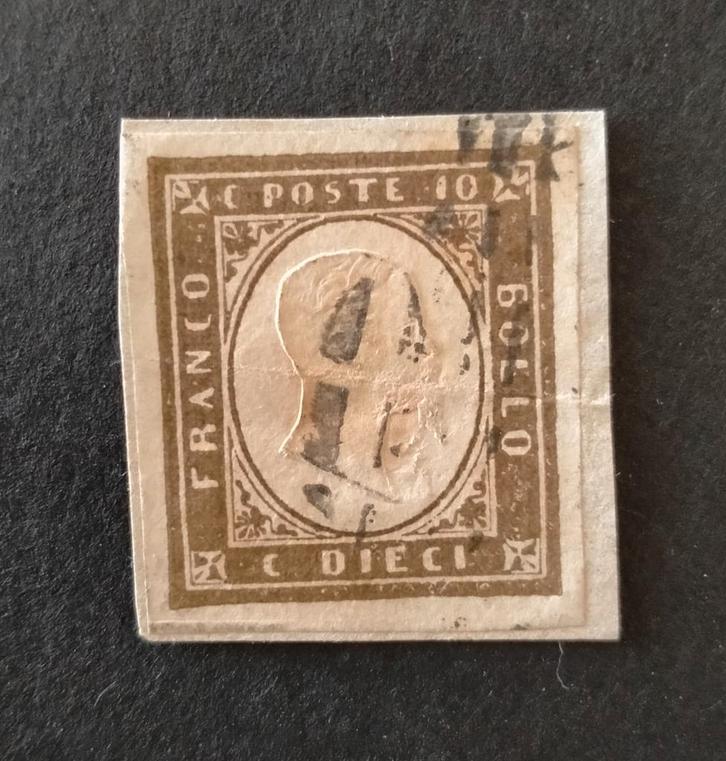 C POSTE 10
FRANCO
BOLLO
C DIECI